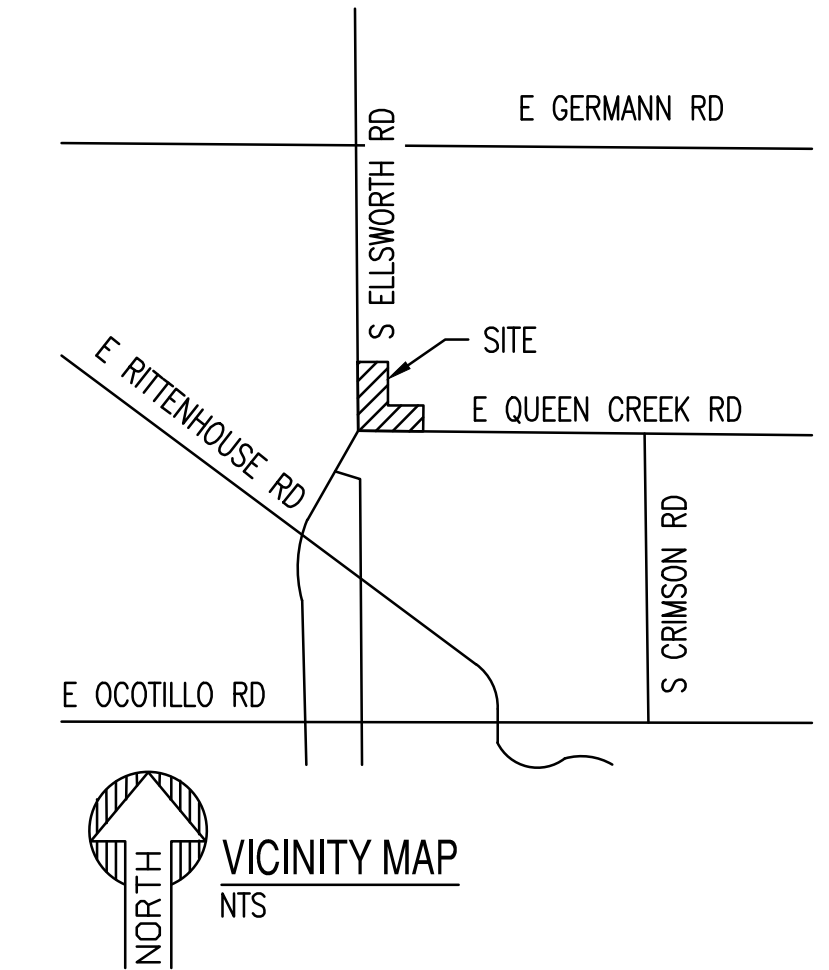 E GERMANN RD
S ELLSWORTH RD
SITE
E RITTENHOUSE RD
E QUEEN CREEK RD
S CRIMSON RD
E OCOTILLO RD
VICINITY MAP
NTS
NORTH